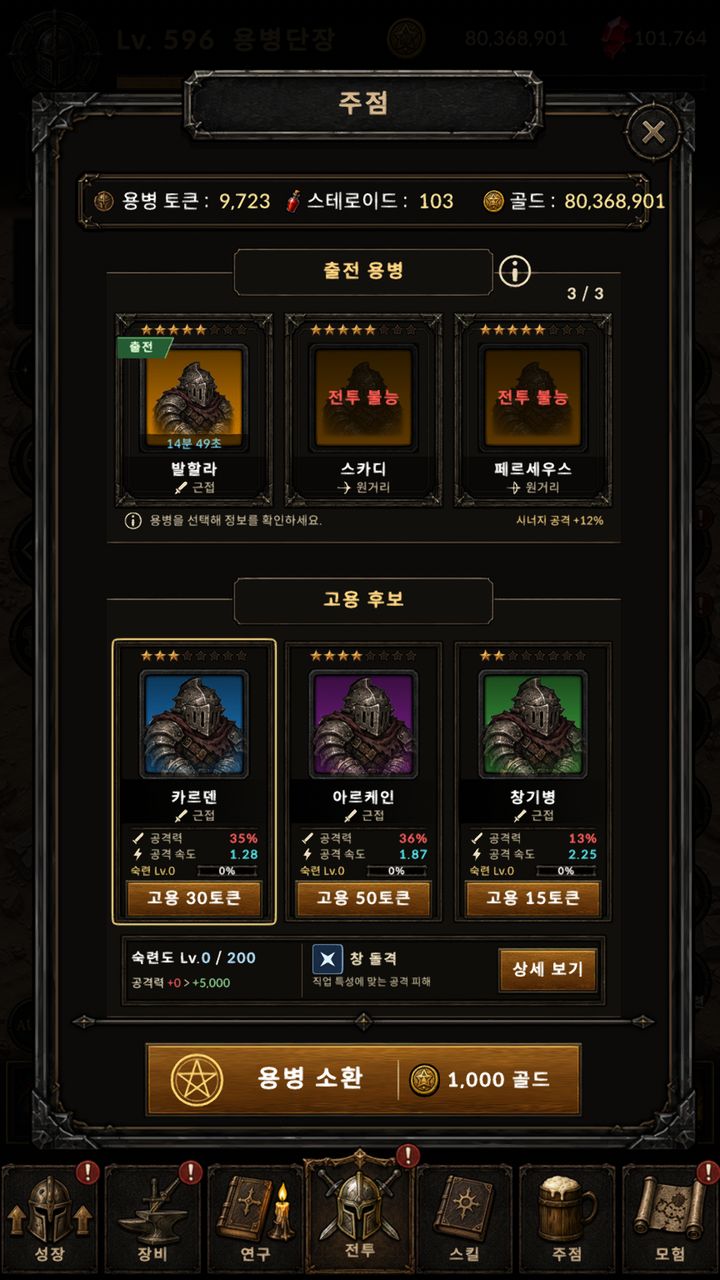 Lv. 596 용병단장 80,368,901 101,764
주점
용병 토큰 : 9,723 스테로이드 : 103 골드 : 80,368,901
출전 용병
3 / 3
출전
전투 불능 전투 불능
14분 49초
발할라 스카디 페르세우스
근접 원거리 원거리
용병을 선택해 정보를 확인하세요. 시너지 공격 +12%
고용 후보
카르덴 아르케인 창기병
근접 근접 근접
공격력 35% 공격력 36% 공격력 13%
공격 속도 1.28 공격 속도 1.87 공격 속도 2.25
숙련 Lv.0 0% 숙련 Lv.0 0% 숙련 Lv.0 0%
고용 30토큰 고용 50토큰 고용 15토큰
숙련도 Lv.0 / 200 창 돌격 상세 보기
공격력 +0 > +5,000 직업 특성에 맞는 공격 피해
용병 소환 1,000 골드
성장 장비 연구 전투 스킬 주점 모험